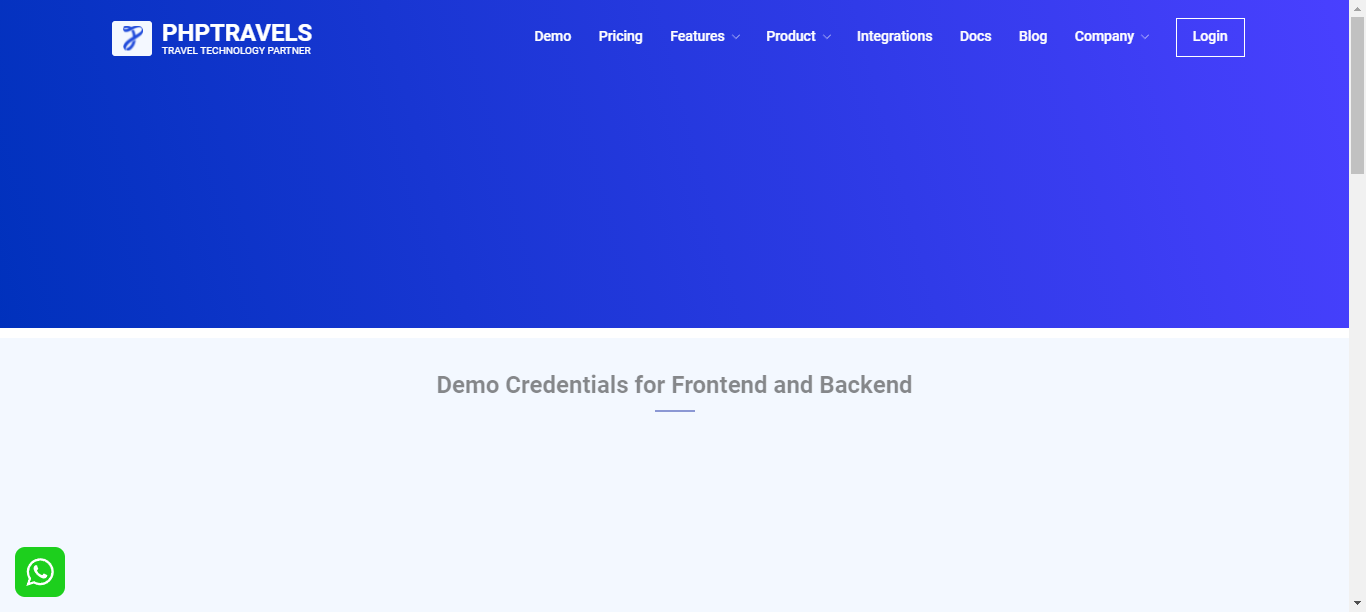 PHPTRAVELS
TRAVEL TECHNOLOGY PARTNER
Demo Pricing Features Product Integrations Docs Blog Company Login
Demo Credentials for Frontend and Backend